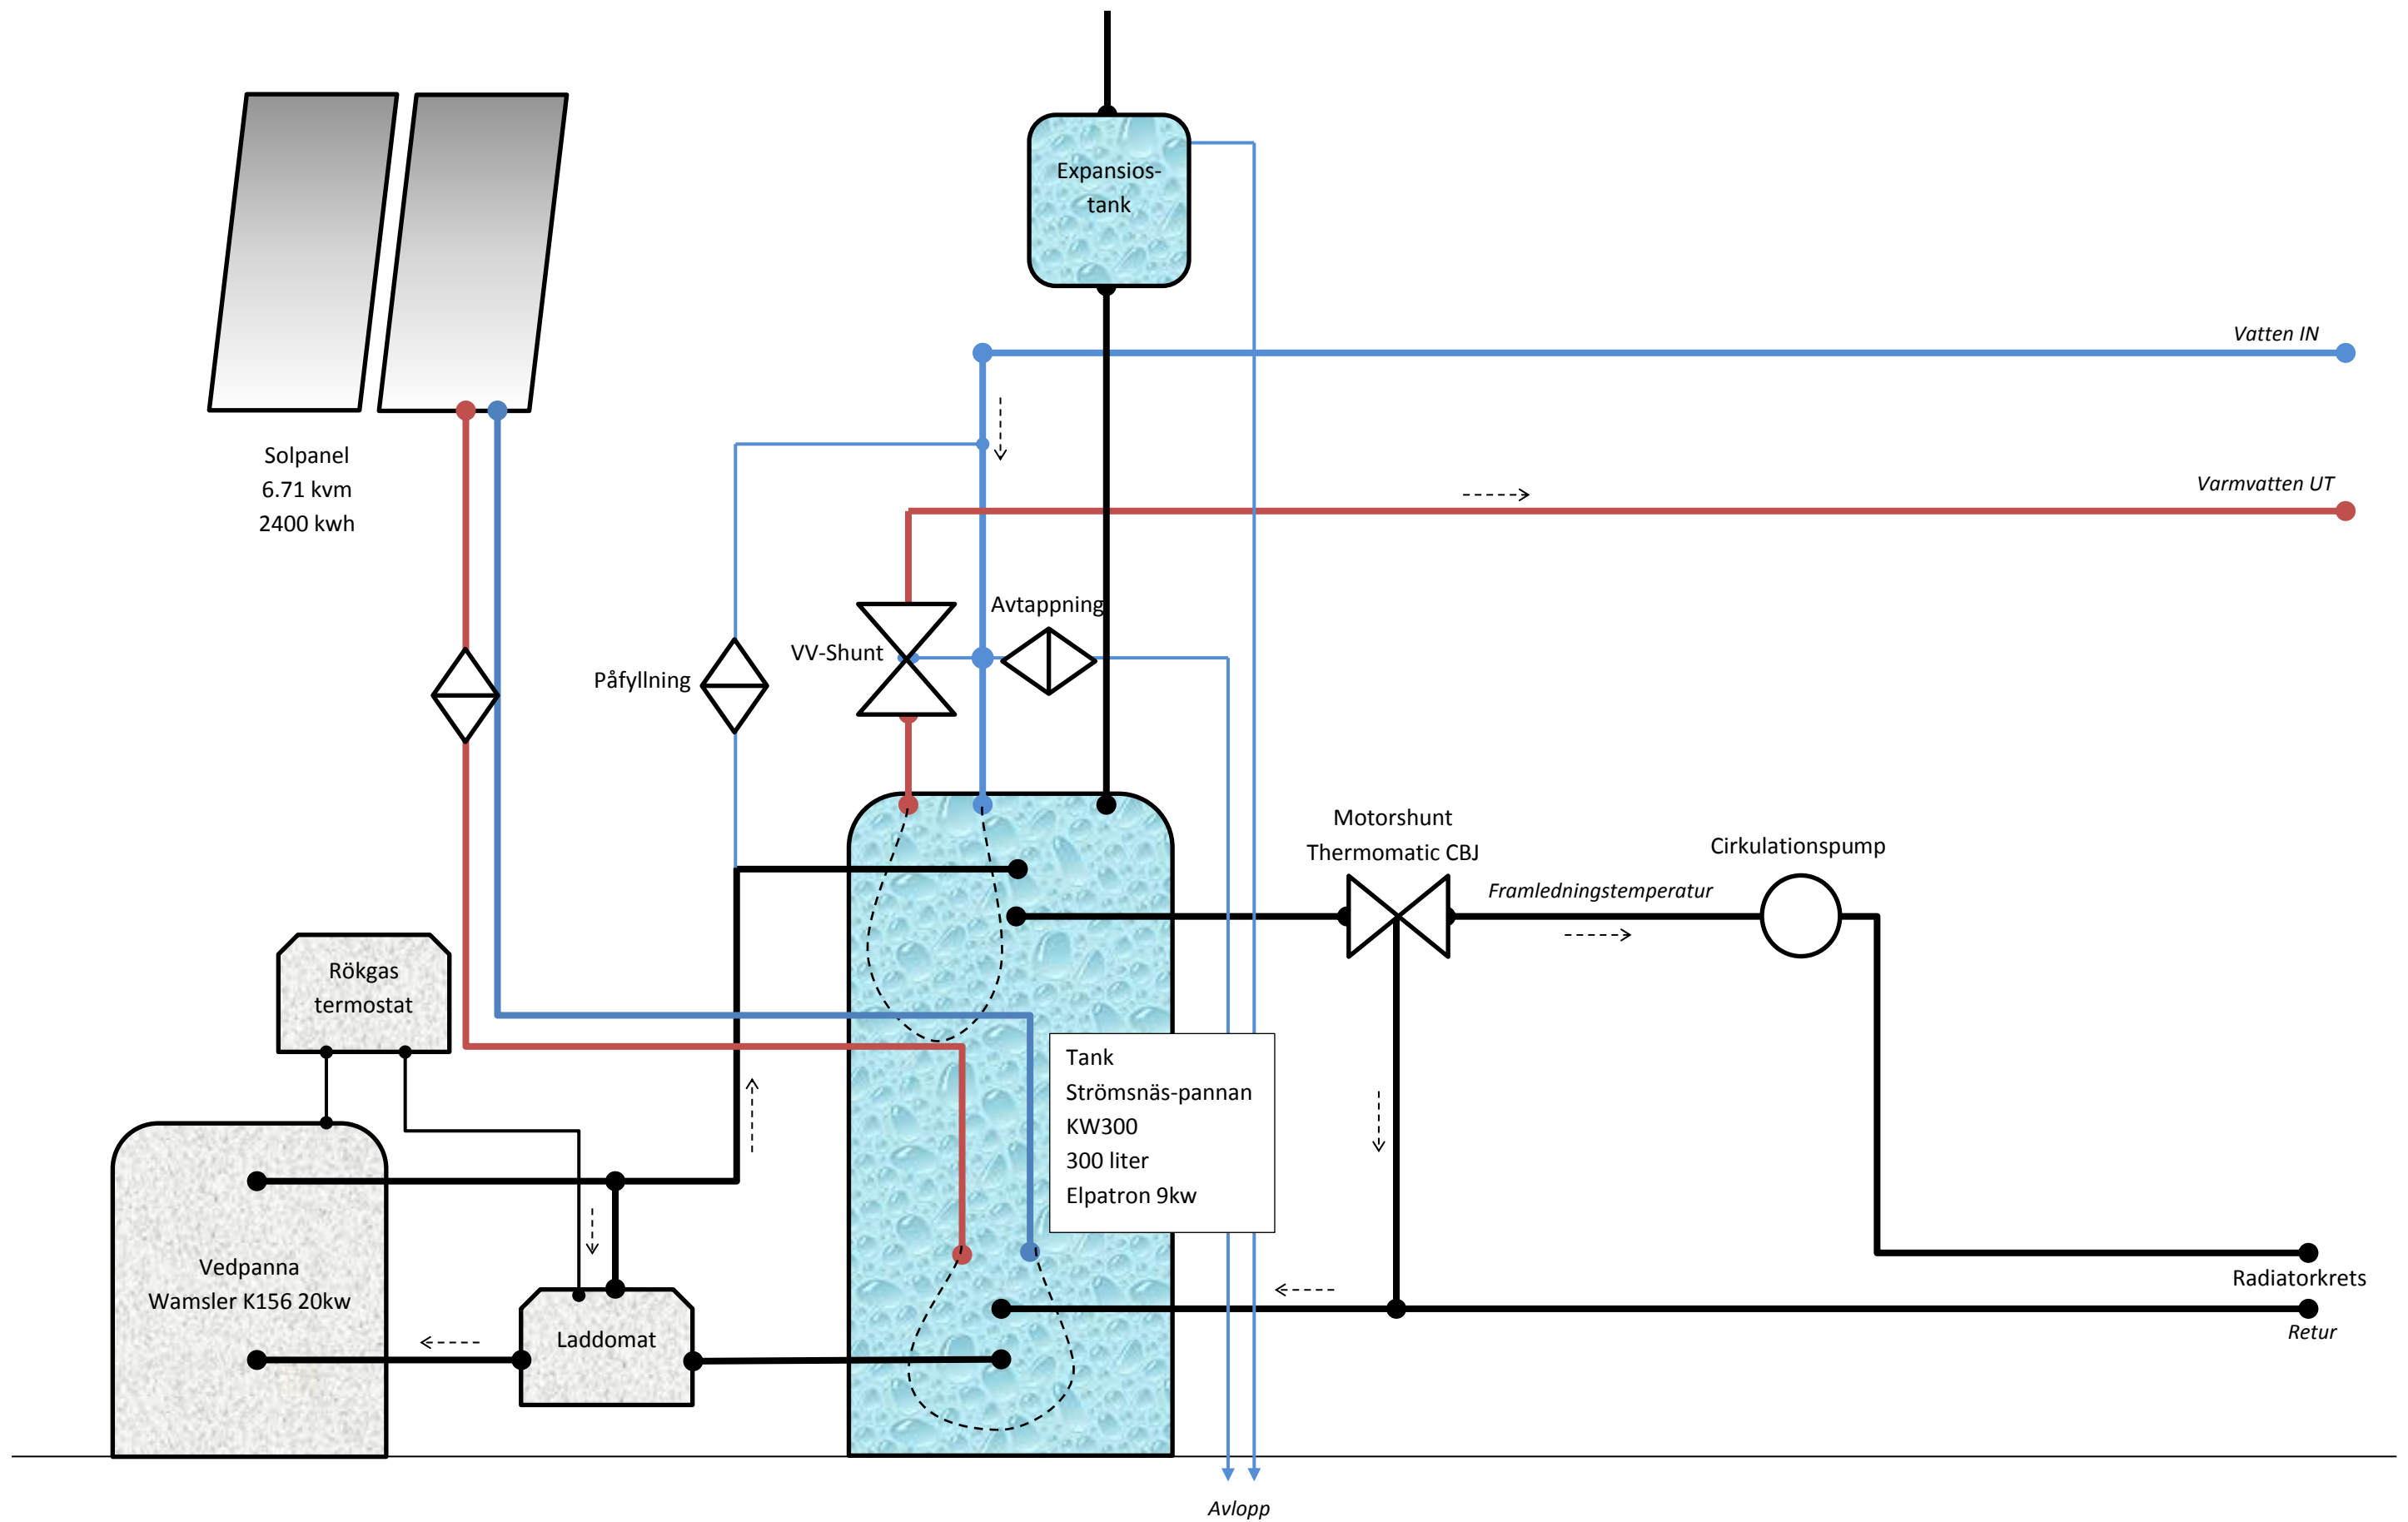 Expansios-
tank
Vatten IN
Solpanel
6.71 kvm
2400 kwh
Varmvatten UT
Avtappning
VV-Shunt
Påfyllning
Motorshunt
Thermomatic CBJ
Cirkulationspump
Framledningstemperatur
Rökgas
termostat
Tank
Strömsnäs-pannan
KW300
300 liter
Elpatron 9kw
Vedpanna
Wamsler K156 20kw
Radiatorkrets
Retur
Laddomat
Avlopp